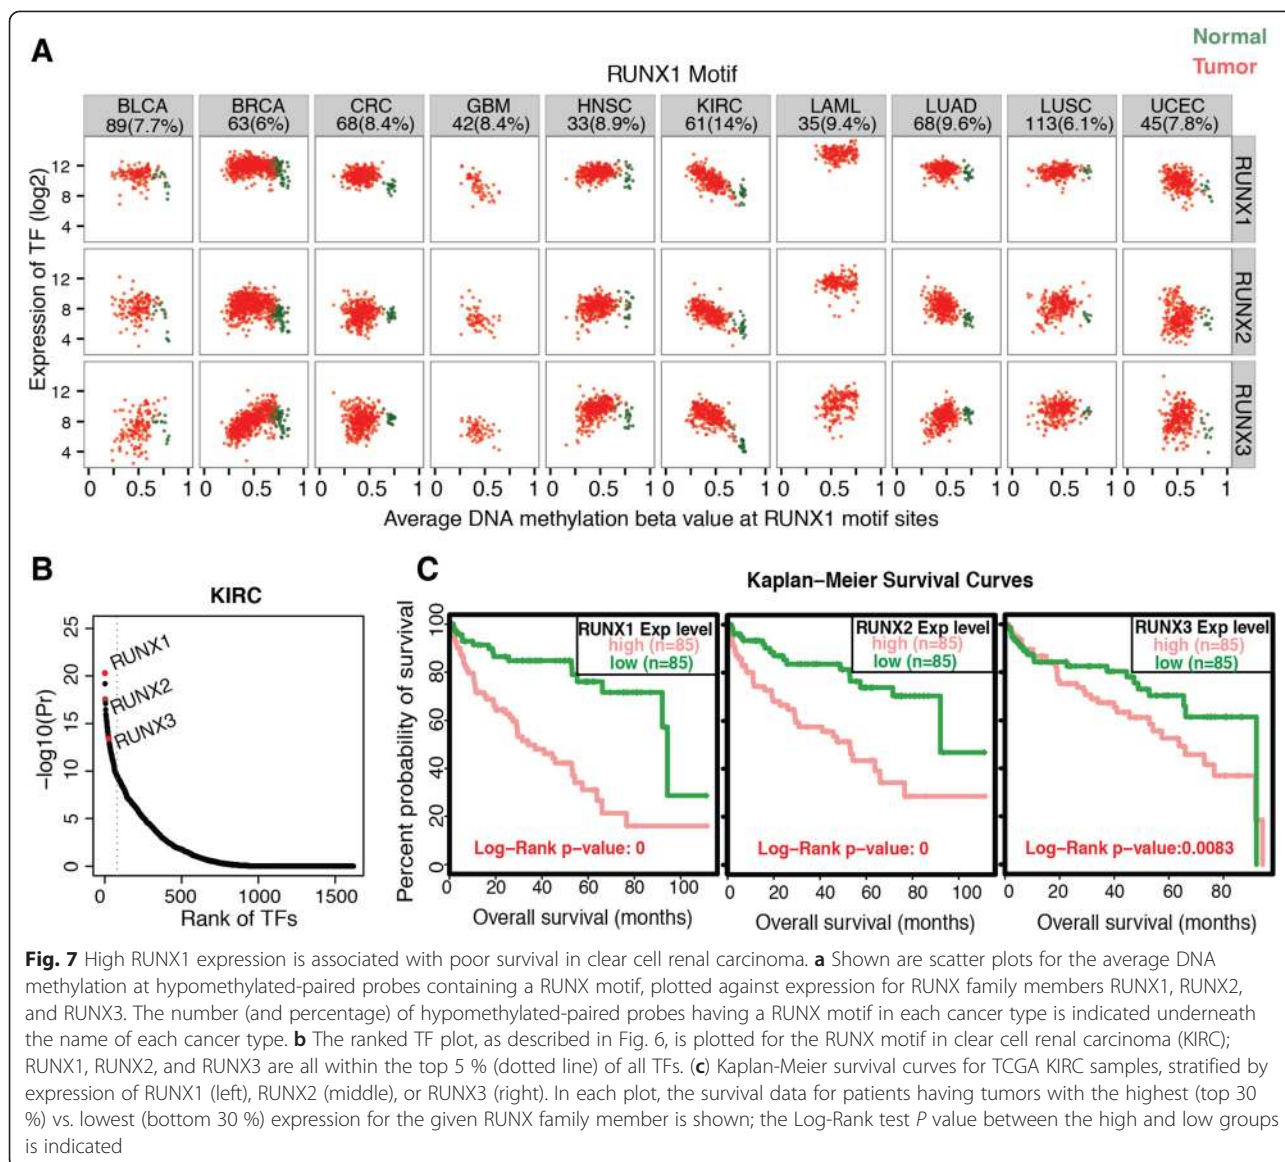 A
Normal
Tumor
RUNX1 Motif
BLCA BRCA CRC GBM HNSC KIRC LAML LUAD LUSC UCEC
89(7.7%) 63(6%) 68(8.4%) 42(8.4%) 33(8.9%) 61(14%) 35(9.4%) 68(9.6%) 113(6.1%) 45(7.8%)
Expression of TF (log2)
12
8
4
RUNX1
12
8
4
RUNX2
12
8
4
RUNX3
0 0.5 1 0 0.5 1 0 0.5 1 0 0.5 1 0 0.5 1 0 0.5 1 0 0.5 1 0 0.5 1 0 0.5 1 0 0.5 1
Average DNA methylation beta value at RUNX1 motif sites
B
KIRC
−log10(Pr)
25
20
15
10
5
0
RUNX1
RUNX2
RUNX3
0 500 1000 1500
Rank of TFs
C
Kaplan−Meier Survival Curves
Percent probability of survival
100
80
60
40
20
0
RUNX1 Exp level
high (n=85)
low (n=85)
Log−Rank p−value: 0
0 20 40 60 80 100
Overall survival (months)
100
80
60
40
20
0
RUNX2 Exp level
high (n=85)
low (n=85)
Log−Rank p−value: 0
0 20 40 60 80 100
Overall survival (months)
100
80
60
40
20
0
RUNX3 Exp level
high (n=85)
low (n=85)
Log−Rank p−value:0.0083
0 20 40 60 80
Overall survival (months)
Fig. 7 High RUNX1 expression is associated with poor survival in clear cell renal carcinoma. a Shown are scatter plots for the average DNA
methylation at hypomethylated-paired probes containing a RUNX motif, plotted against expression for RUNX family members RUNX1, RUNX2,
and RUNX3. The number (and percentage) of hypomethylated-paired probes having a RUNX motif in each cancer type is indicated underneath
the name of each cancer type. b The ranked TF plot, as described in Fig. 6, is plotted for the RUNX motif in clear cell renal carcinoma (KIRC);
RUNX1, RUNX2, and RUNX3 are all within the top 5 % (dotted line) of all TFs. (c) Kaplan-Meier survival curves for TCGA KIRC samples, stratified by
expression of RUNX1 (left), RUNX2 (middle), or RUNX3 (right). In each plot, the survival data for patients having tumors with the highest (top 30
%) vs. lowest (bottom 30 %) expression for the given RUNX family member is shown; the Log-Rank test P value between the high and low groups
is indicated